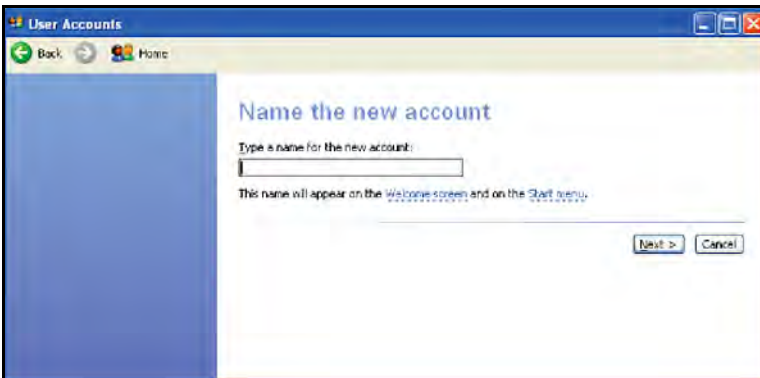 User Accounts
Back Home
Name the new account
Type a name for the new account:
This name will appear on the Welcome screen and on the Start menu.
Next > Cancel